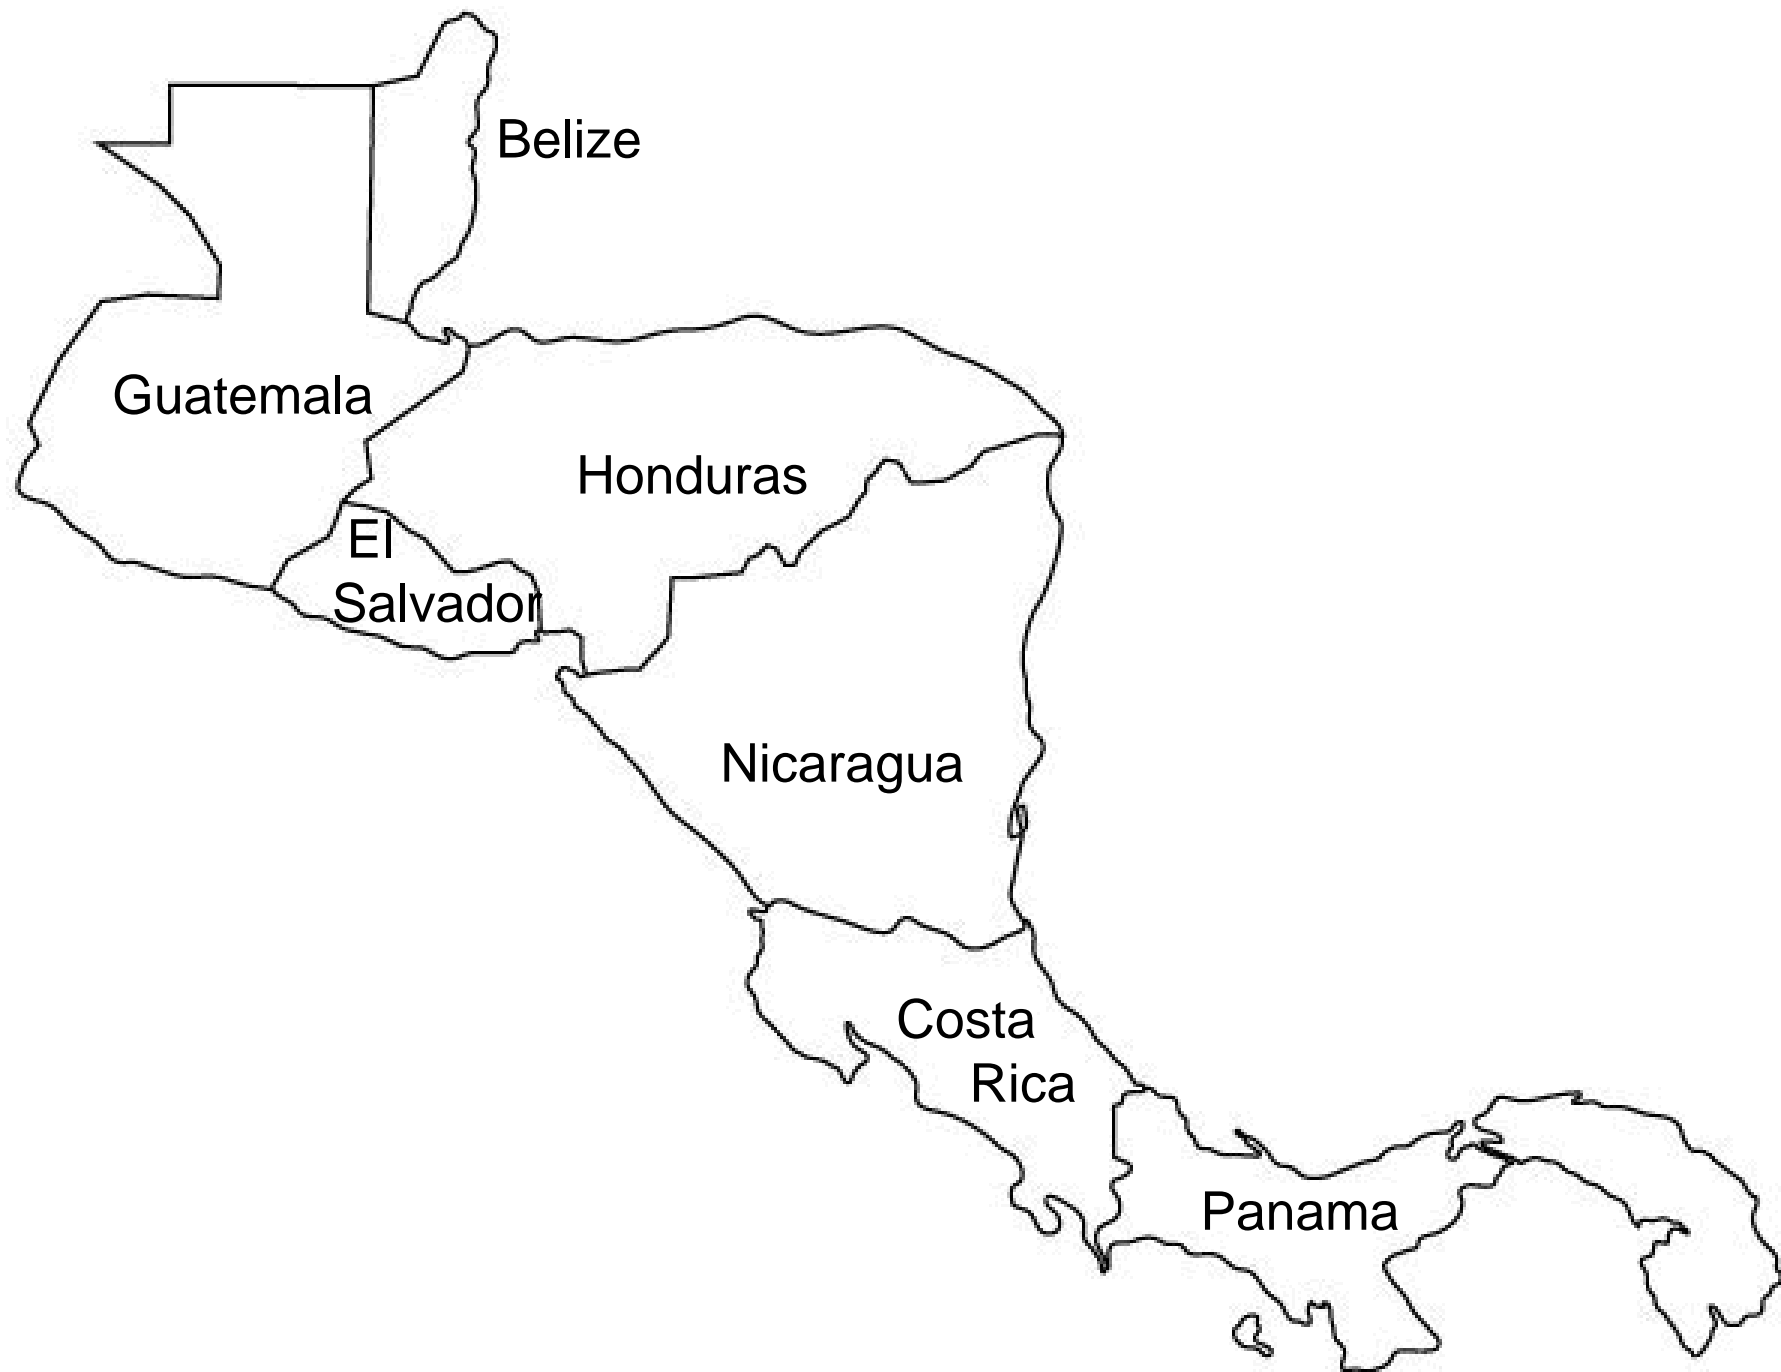 Belize
Guatemala
Honduras
El
Salvador
Nicaragua
Costa
Rica
Panama